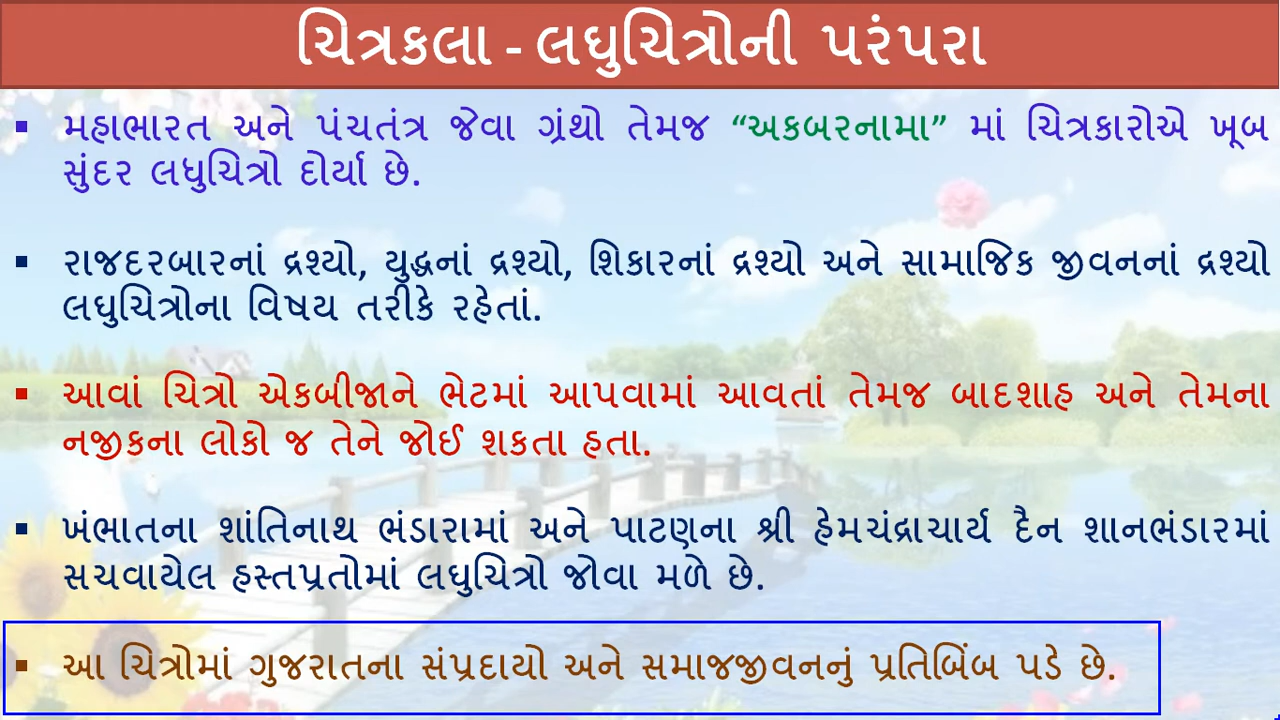 ચિત્રકલા - લઘુચિત્રોની પરંપરા
▪ મહાભારત અને પંચતંત્ર જેવા ગ્રંથો તેમજ “અકબરનામા” માં ચિત્રકારોએ ખૂબ
સુંદર લધુચિત્રો દોર્યા છે.
▪ રાજદરબારનાં દ્રશ્યો, યુદ્ધનાં દ્રશ્યો, શિકારનાં દ્રશ્યો અને સામાજિક જીવનનાં દ્રશ્યો
લઘુચિત્રોના વિષય તરીકે રહેતાં.
▪ આવાં ચિત્રો એકબીજાને ભેટમાં આપવામાં આવતાં તેમજ બાદશાહ અને તેમના
નજીકના લોકો જ તેને જોઈ શકતા હતા.
▪ ખંભાતના શાંતિનાથ ભંડારામાં અને પાટણના શ્રી હેમચંદ્રાચાર્ય દૈન શાનભંડારમાં
સચવાયેલ હસ્તપ્રતોમાં લઘુચિત્રો જોવા મળે છે.
▪ આ ચિત્રોમાં ગુજરાતના સંપ્રદાયો અને સમાજજીવનનું પ્રતિબિંબ પડે છે.